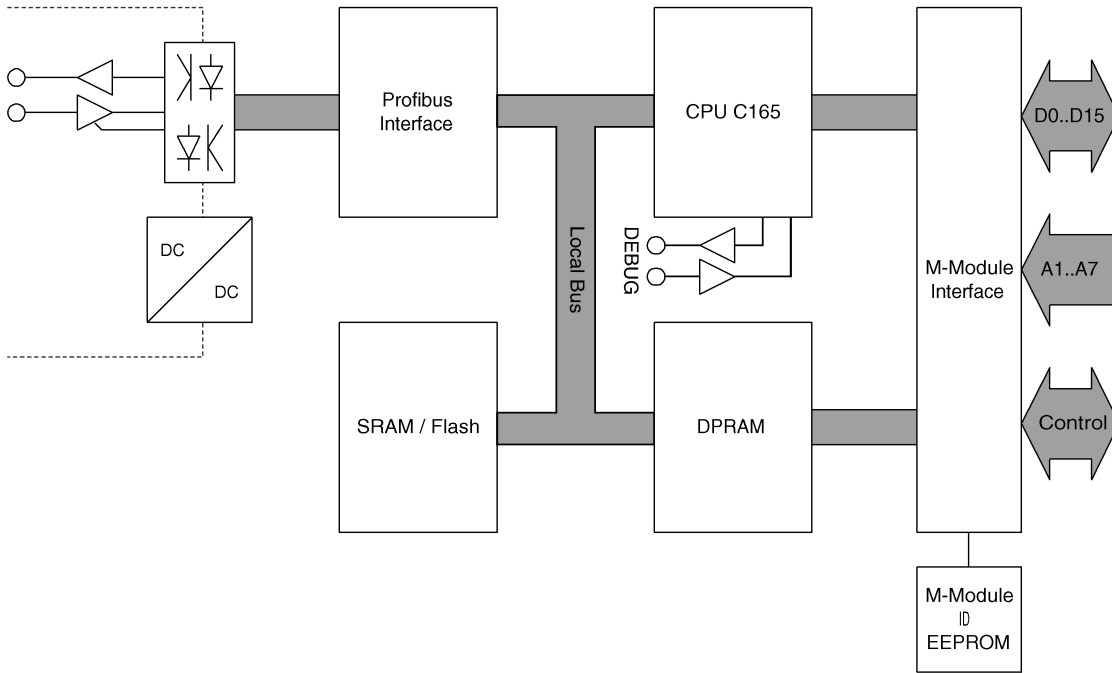 Profibus
Interface
CPU C165
D0..D15
DC
DC
Local Bus
DEBUG
M-Module
Interface
A1..A7
SRAM / Flash
DPRAM
Control
M-Module
ID
EEPROM